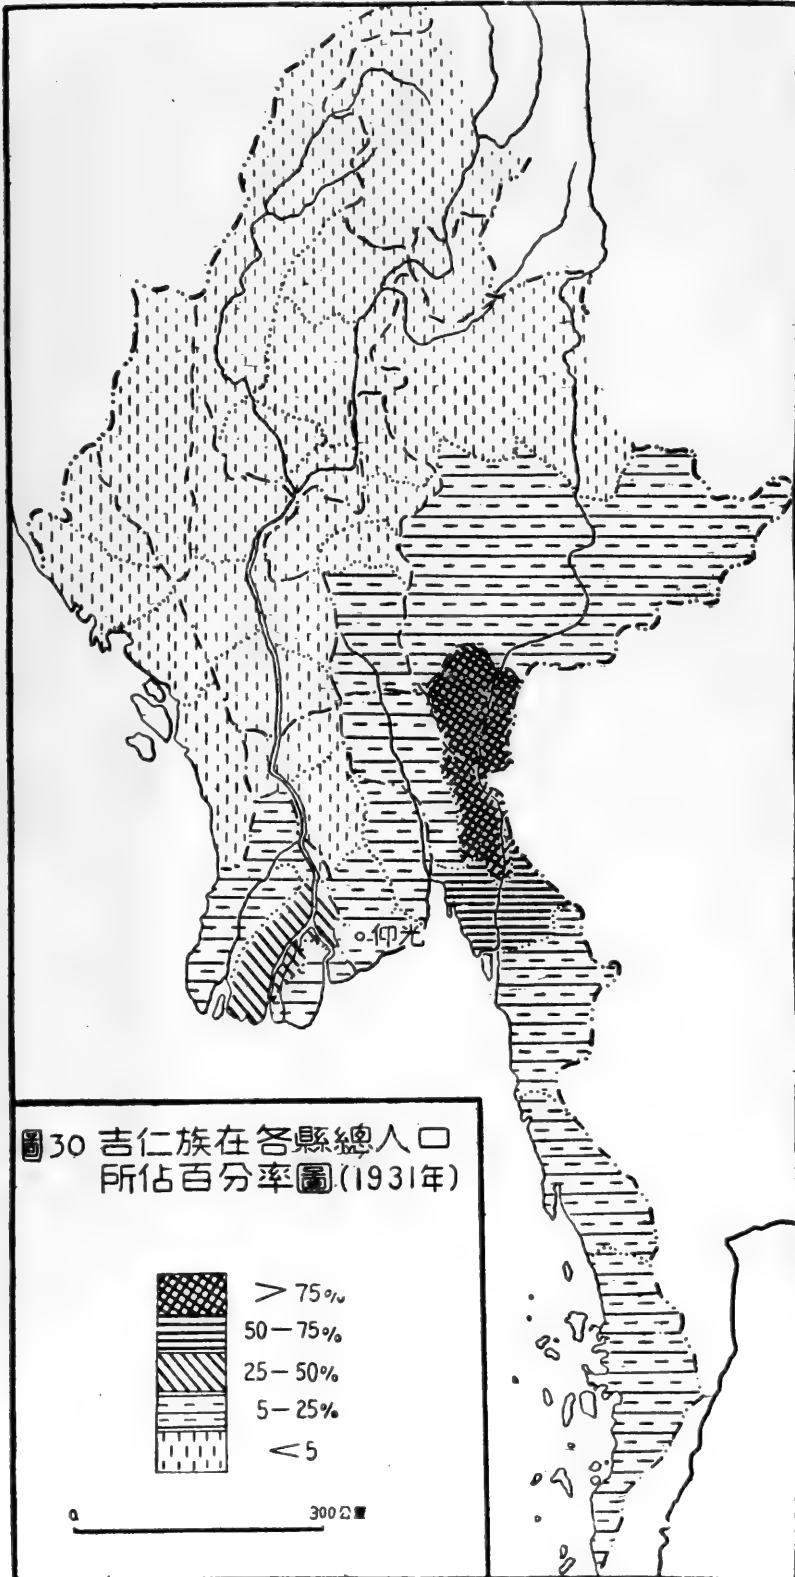 仰光
圖30 吉仁族在各縣總人口
所佔百分率圖(1931年)
> 75%
50-75%
25-50%
5-25%
< 5
0 300公里